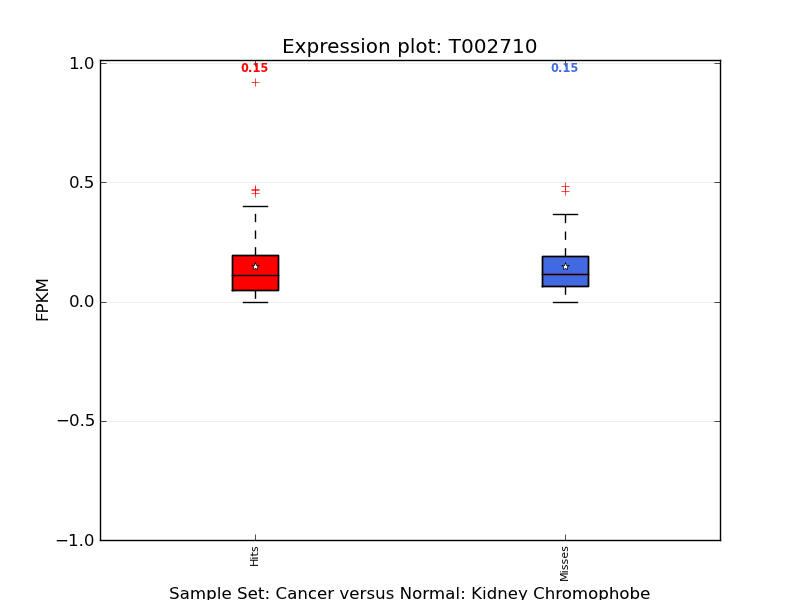 Expression plot: T002710
1.0
0.15
0.15
0.5
0.0
−0.5
−1.0
FPKM
Hits
Misses
Sample Set: Cancer versus Normal: Kidney Chromophobe